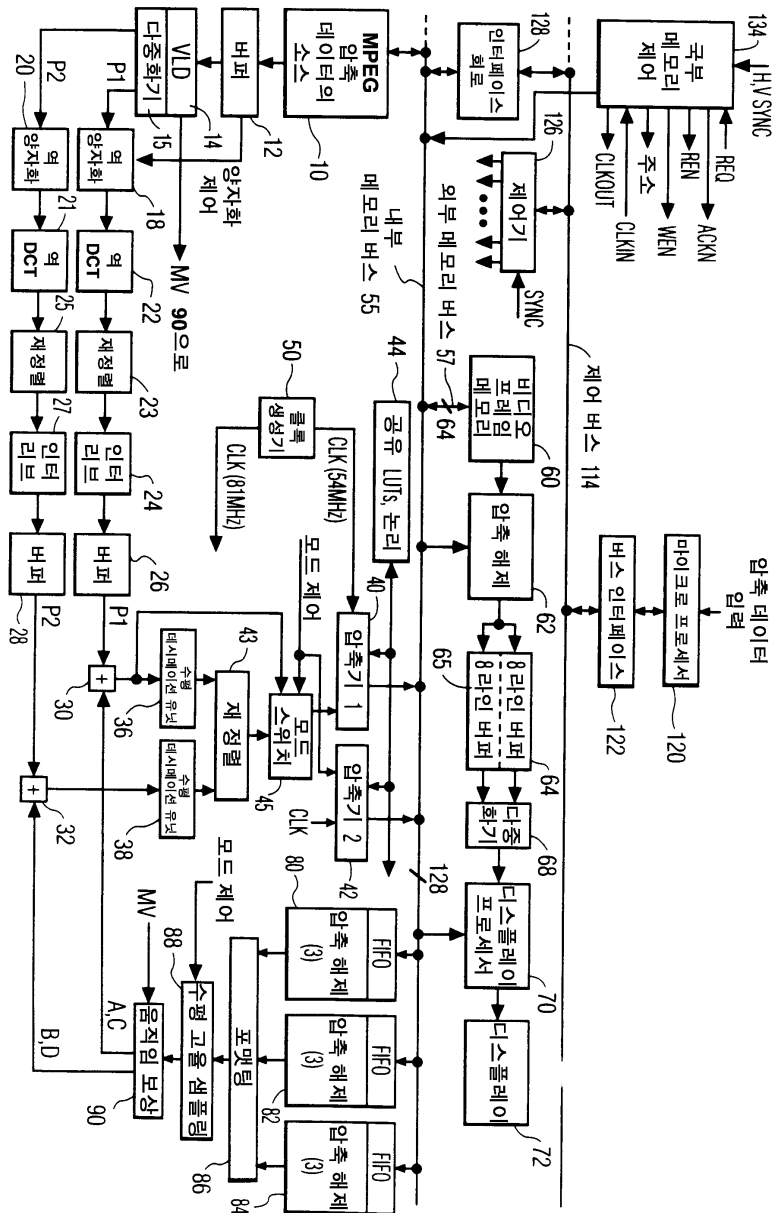 압축 데이터
입력
마이크로 프로세서
120
버스 인터페이스
122
제어 버스 114
134
국부
메모리
제어
H,V SYNC
REQ
ACKN
REN
WEN
주소
CLKIN
CLKOUT
128
인터페이스
회로
126
제어기
SYNC
외부 메모리 버스 57
64
내부
메모리 버스 55
비디오
프레임
메모리
60
압축 해제
62
8라인 버퍼
8라인 버퍼
65
64
다중
화기
68
디스플레이
프로세서
70
디스플레이
72
128
MPEG
압축
데이터의
소스
10
버퍼
12
양자화
제어
VLD
14
다중화기
15
MV 90으로
P1
P2
역
양자화
18
역
양자화
20
역
DCT
22
역
DCT
21
재정렬
23
재정렬
25
인터
리브
24
인터
리브
27
버퍼
26
버퍼
28
P1
P2
50
클록
생성기
CLK (54MHz)
CLK (81MHz)
44
공유 LUTs, 논리
모드 제어
40
압축기
1
압축기
2
42
CLK
모드
스위치
45
43
재 정렬
수평
데시메이션 유닛
36
수평
데시메이션 유닛
38
+
30
+
32
80
FIFO
압축 해제
(3)
FIFO
압축 해제
(3)
82
FIFO
압축 해제
(3)
84
포맷팅
86
모드 제어
수평 고율 샘플링
88
MV
움직임 보상
90
A,C
B,D